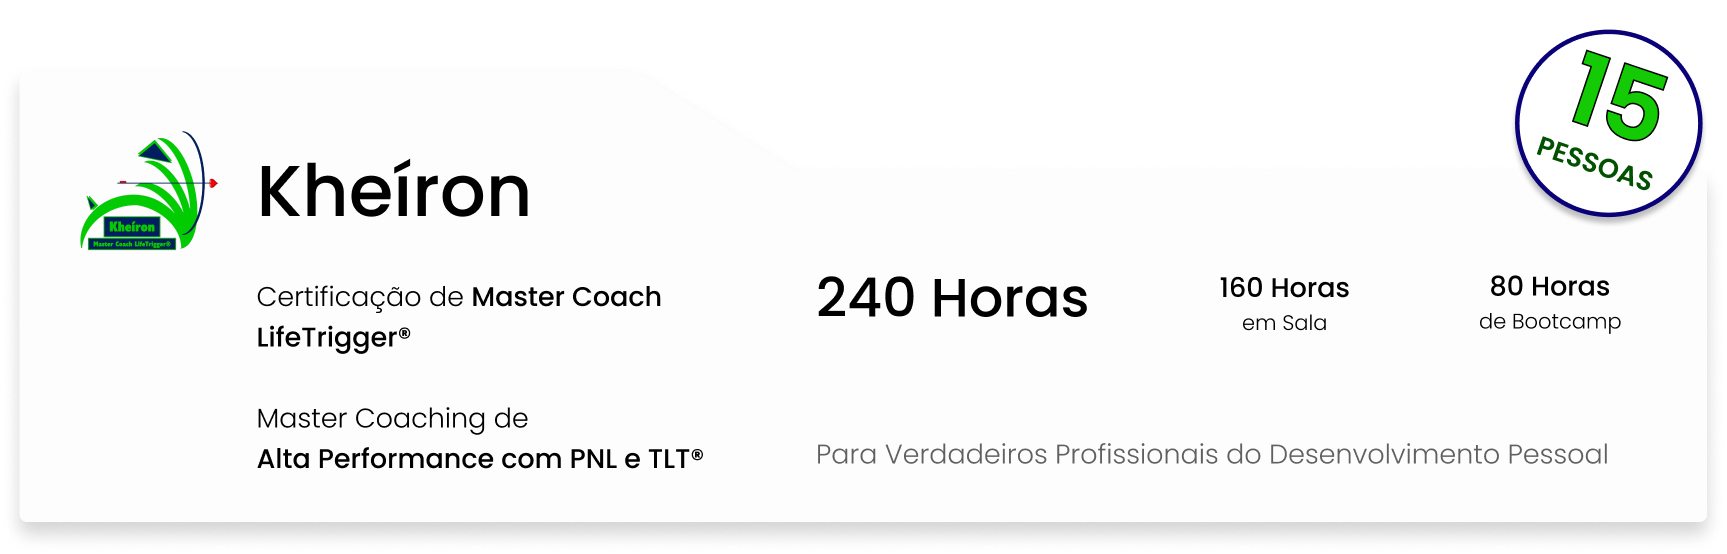 15
PESSOAS
Kheíron
Kheíron
Master Coach LifeTrigger®
Certificação de Master Coach
LifeTrigger®
240 Horas
160 Horas
em Sala
80 Horas
de Bootcamp
Master Coaching de
Alta Performance com PNL e TLT®
Para Verdadeiros Profissionais do Desenvolvimento Pessoal